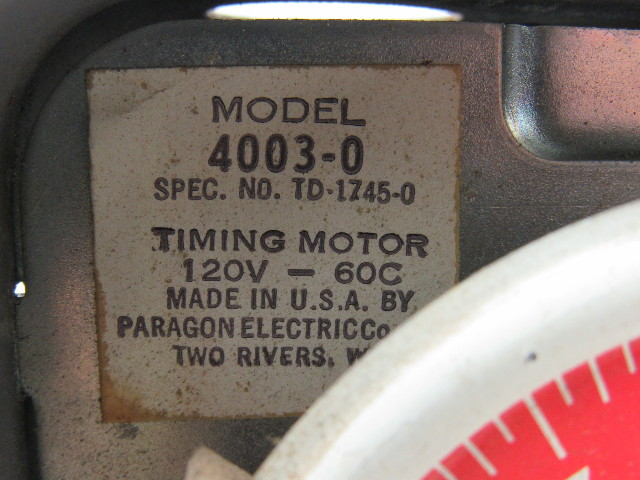 MODEL
4003-0
SPEC. NO. TD-1745-0
TIMING MOTOR
120V - 60C
MADE IN U.S.A. BY
PARAGON ELECTRIC Co
TWO RIVERS, W